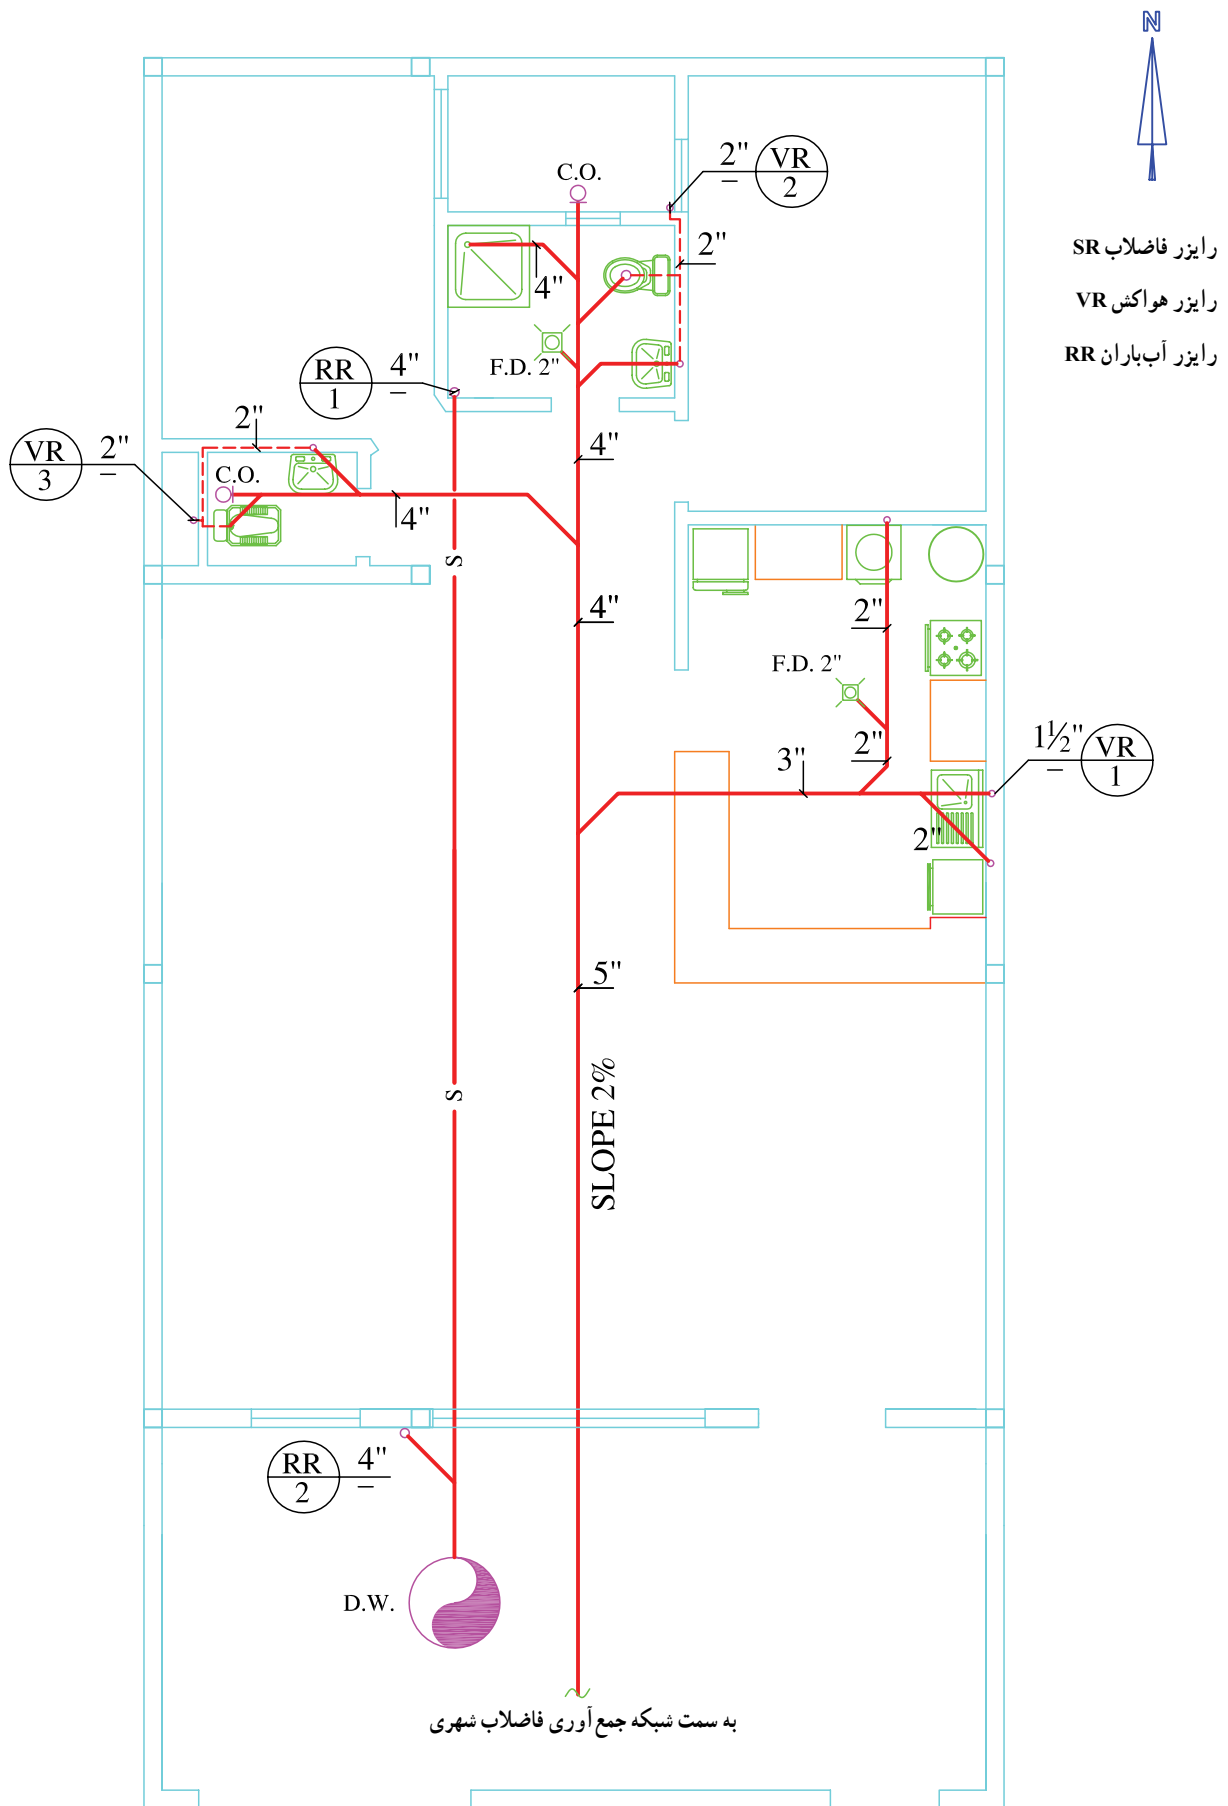 N
رایزر فاضلاب SR
رایزر هواکش VR
رایزر آب‌باران RR
C.O.
2"
VR
2
2"
4"
F.D. 2"
RR
1
4"
2"
VR
3
2"
C.O.
4"
4"
S
4"
2"
F.D. 2"
2"
3"
1½"
VR
1
2"
5"
SLOPE 2%
S
RR
2
4"
D.W.
به سمت شبکه جمع آوری فاضلاب شهری